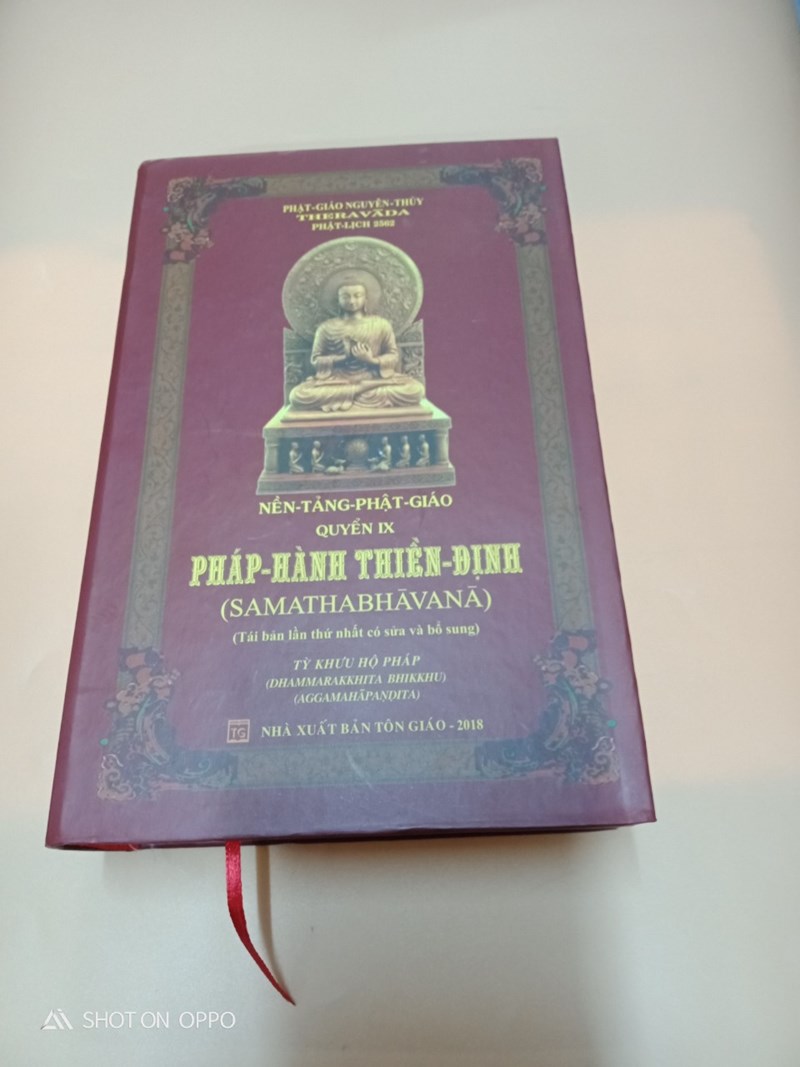 PHẬT-GIÁO NGUYÊN-THỦY
THERAVĀDA
PHẬT-LỊCH 2562
NỀN-TẢNG-PHẬT-GIÁO
QUYỂN IX
PHÁP-HÀNH THIỀN-ĐỊNH
(SAMATHABHĀVANĀ)
(Tái bản lần thứ nhất có sửa và bổ sung)
TỲ KHƯU HỘ PHÁP
(DHAMMARAKKHITA BHIKKHU)
(AGGAMAHĀPAṆḌITA)
TG NHÀ XUẤT BẢN TÔN GIÁO - 2018
SHOT ON OPPO